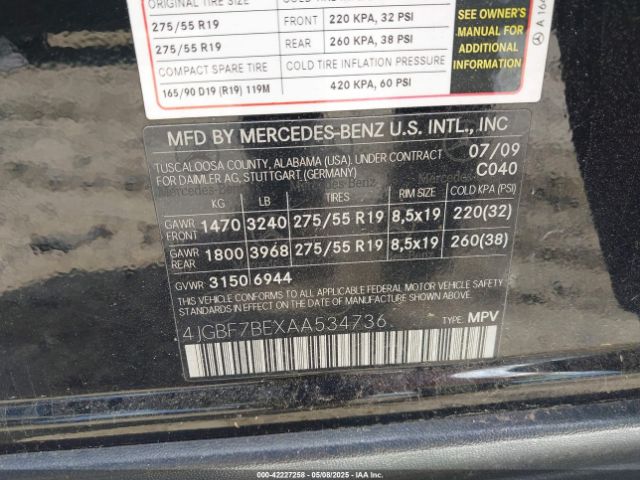 ORIGINAL TIRE SIZE
275/55 R19 FRONT 220 KPA, 32 PSI
275/55 R19 REAR 260 KPA, 38 PSI
COMPACT SPARE TIRE COLD TIRE INFLATION PRESSURE
165/90 D19 (R19) 119M 420 KPA, 60 PSI
SEE OWNER'S
MANUAL FOR
ADDITIONAL
INFORMATION
MFD BY MERCEDES-BENZ U.S. INTL., INC
TUSCALOOSA COUNTY, ALABAMA (USA), UNDER CONTRACT 07/09
FOR DAIMLER AG, STUTTGART (GERMANY) C040
KG LB TIRES RIM SIZE COLD KPA (PSI)
GAWR FRONT 1470 3240 275/55 R19 8,5x19 220(32)
GAWR REAR 1800 3968 275/55 R19 8,5x19 260(38)
GVWR 3150 6944
THIS VEHICLE CONFORMS TO ALL APPLICABLE FEDERAL MOTOR VEHICLE SAFETY
STANDARDS IN EFFECT ON THE DATE OF MANUFACTURE SHOWN ABOVE.
4JGBF7BEXAA534736 TYPE: MPV
000-42227258 - 05/08/2025 - IAAI.COM